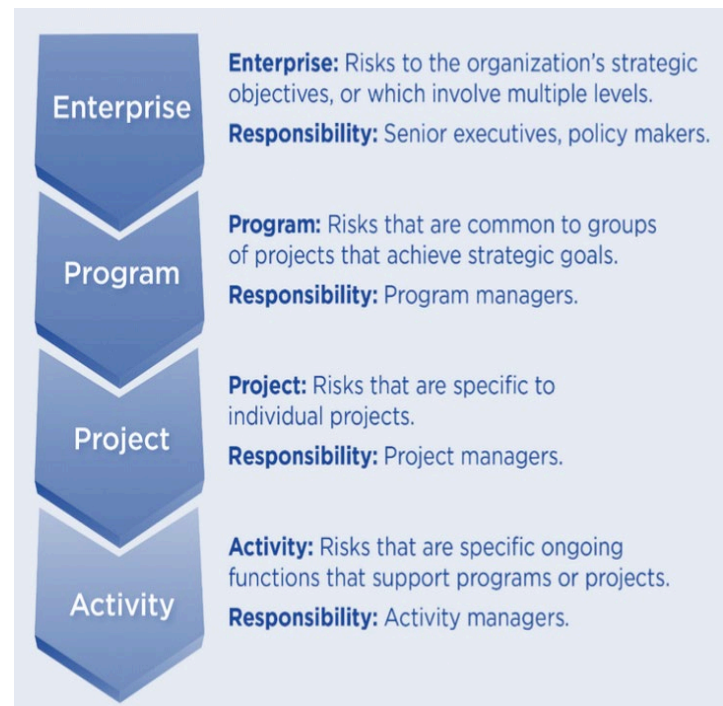 Enterprise
Enterprise: Risks to the organization’s strategic
objectives, or which involve multiple levels.
Responsibility: Senior executives, policy makers.
Program
Program: Risks that are common to groups
of projects that achieve strategic goals.
Responsibility: Program managers.
Project
Project: Risks that are specific to
individual projects.
Responsibility: Project managers.
Activity
Activity: Risks that are specific ongoing
functions that support programs or projects.
Responsibility: Activity managers.